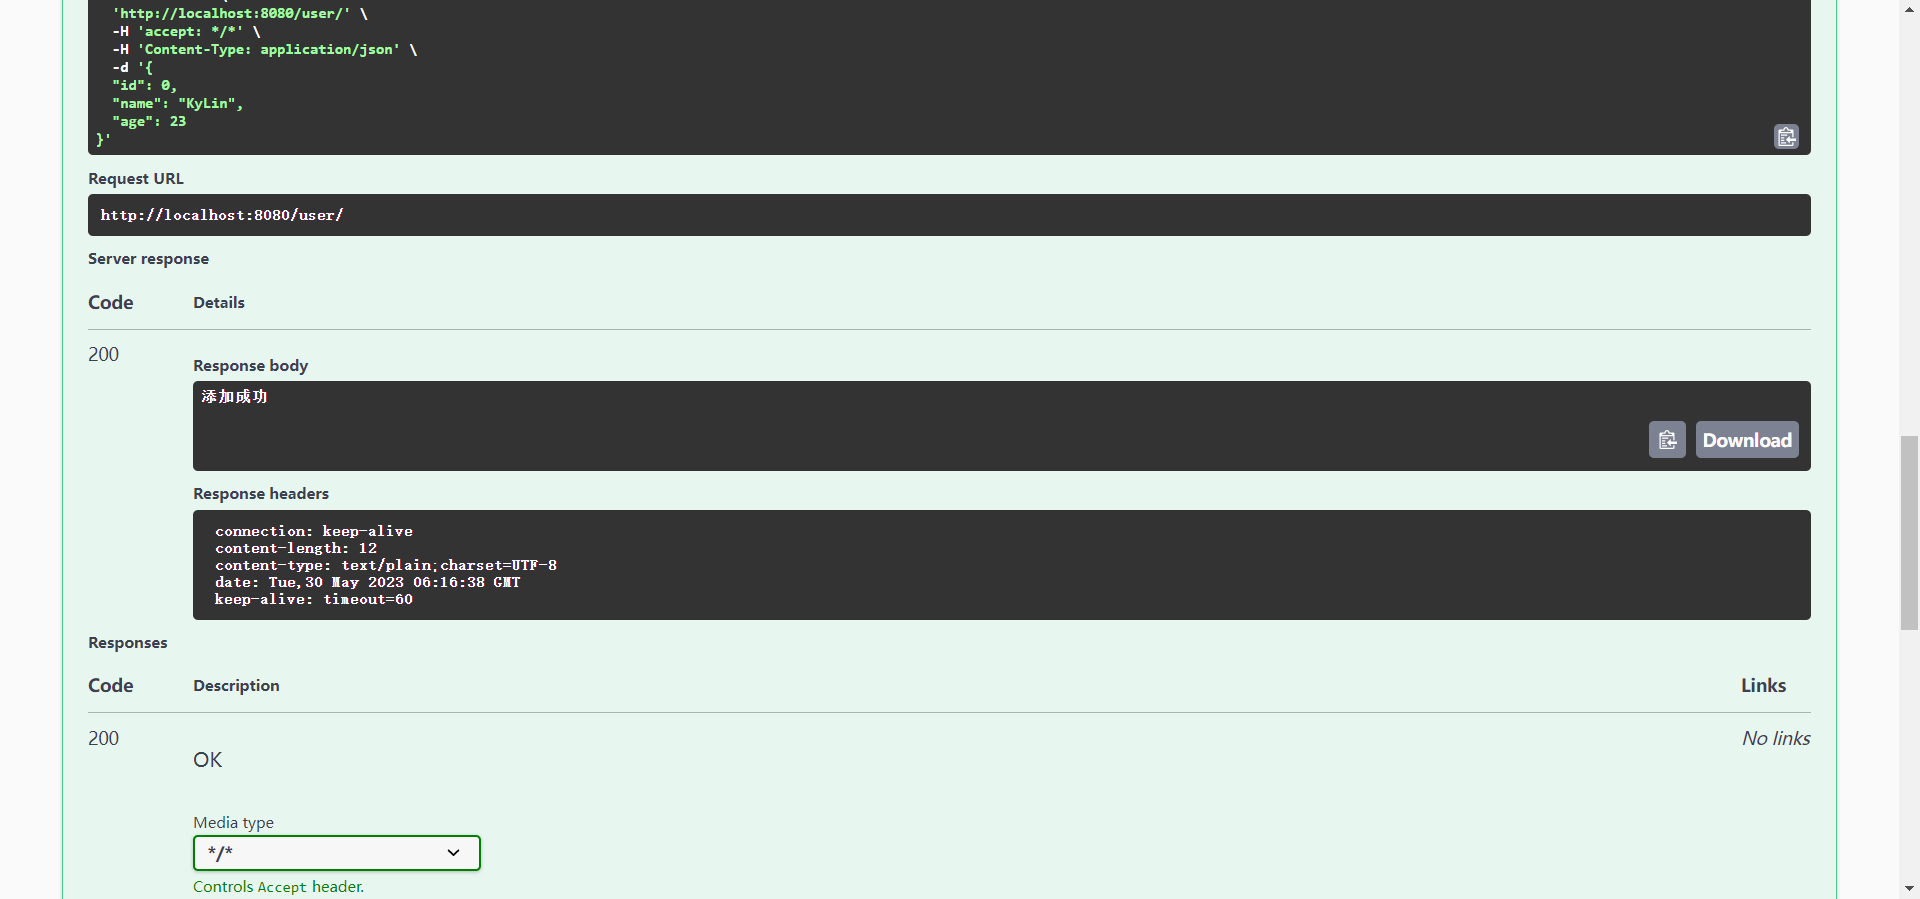 'http://localhost:8080/user/' \
-H 'accept: */*' \
-H 'Content-Type: application/json' \
-d '{
"id": 0,
"name": "KyLin",
"age": 23
}'
Request URL
http://localhost:8080/user/
Server response
Code Details
200
Response body
添加成功
Download
Response headers
connection: keep-alive
content-length: 12
content-type: text/plain;charset=UTF-8
date: Tue,30 May 2023 06:16:38 GMT
keep-alive: timeout=60
Responses
Code Description Links
200 No links
OK
Media type
*/*
Controls Accept header.